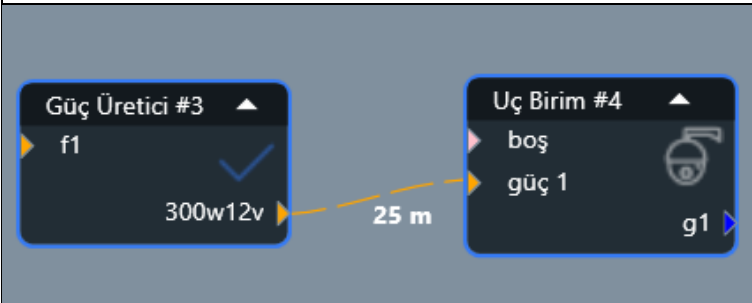 Güç Üretici #3
f1
300w12v
25 m
Uç Birim #4
boş
güç 1
g1